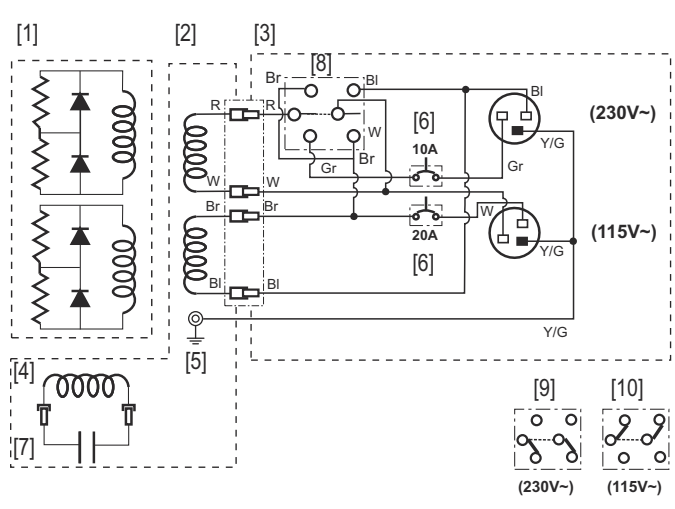 [1] [2] [3]
[8]
Br Bl Bl
R R [6] (230V~)
W 10A Y/G
Br
Gr Gr
W W
Br Br W
20A (115V~)
[6] Y/G
Bl Bl
Y/G
[5]
[4]
[9] [10]
[7]
(230V~) (115V~)